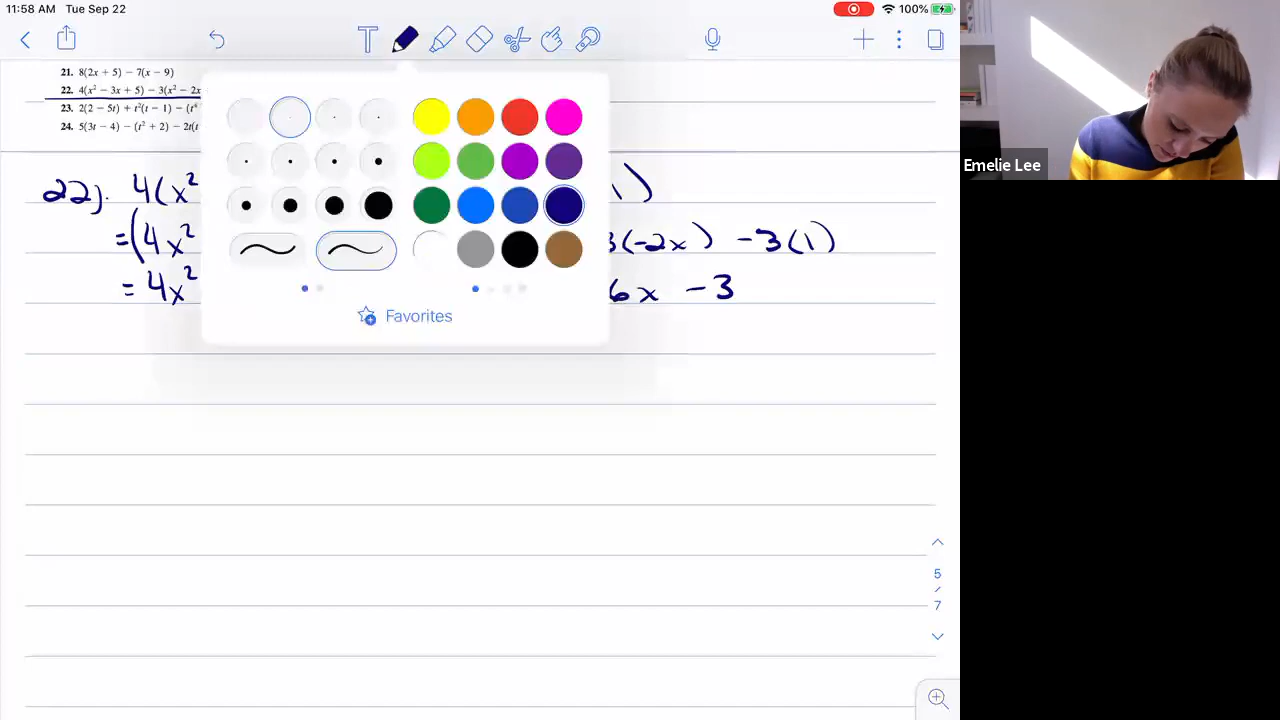 11:58 AM Tue Sep 22
100%
T
21. 8(2x + 5) − 7(x − 9)
22. 4(x² − 3x + 5) − 3(x² − 2x
23. 2(2 − 5t) + t²(t − 1) − (t⁴
24. 5(3t − 4) − (t² + 2) − 2t(t
22). 4(x² 1)
=(4x² 3(-2x) -3(1)
= 4x² 6x -3
Favorites
5
7
Emelie Lee